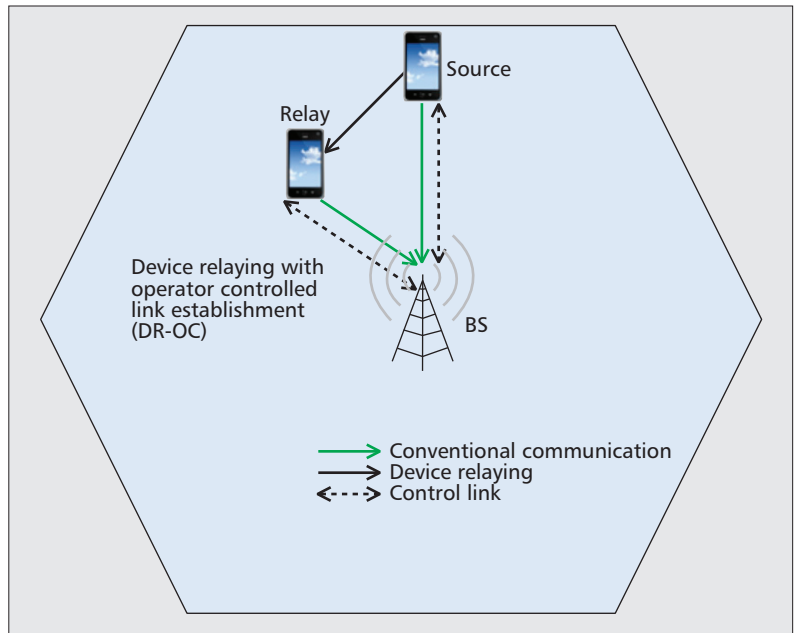 Source
Relay
Device relaying with
operator controlled
link establishment
(DR-OC)
BS
Conventional communication
Device relaying
Control link